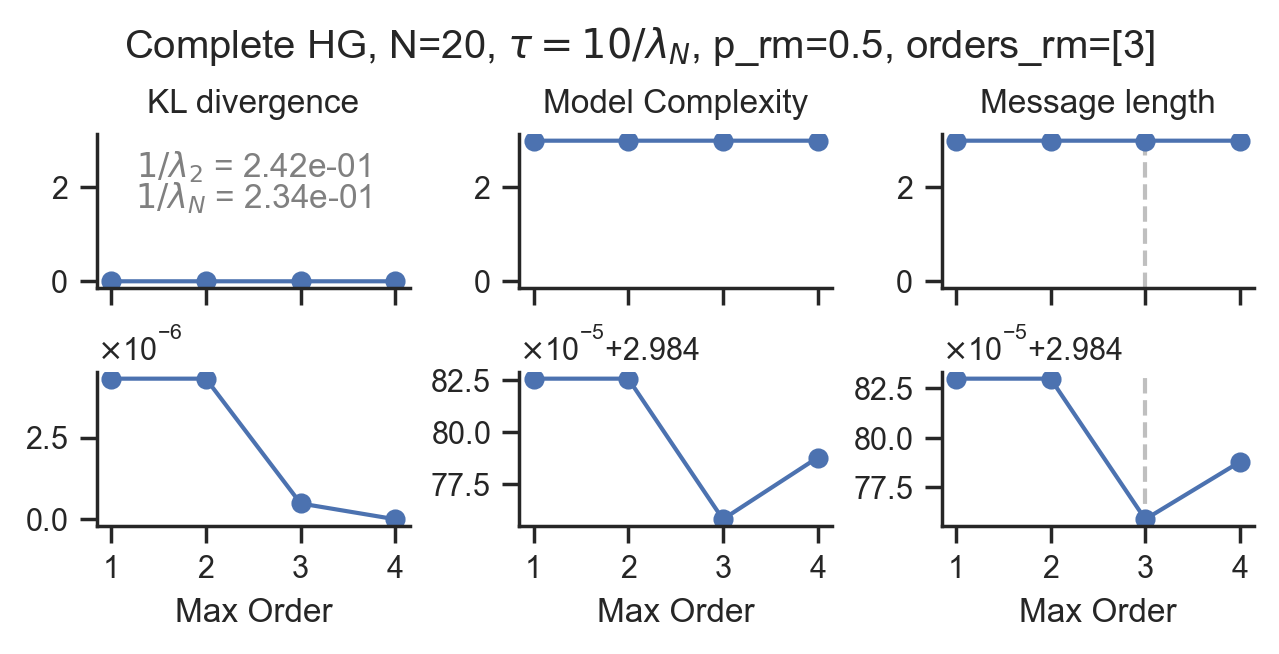 Complete HG, N=20, τ = 10/λ_N, p_rm=0.5, orders_rm=[3]
KL divergence
Model Complexity
Message length
1/λ₂ = 2.42e-01
1/λ_N = 2.34e-01
2
0
2
0
2
0
×10⁻⁶
×10⁻⁵+2.984
×10⁻⁵+2.984
2.5
0.0
82.5
80.0
77.5
82.5
80.0
77.5
1 2 3 4
1 2 3 4
1 2 3 4
Max Order
Max Order
Max Order